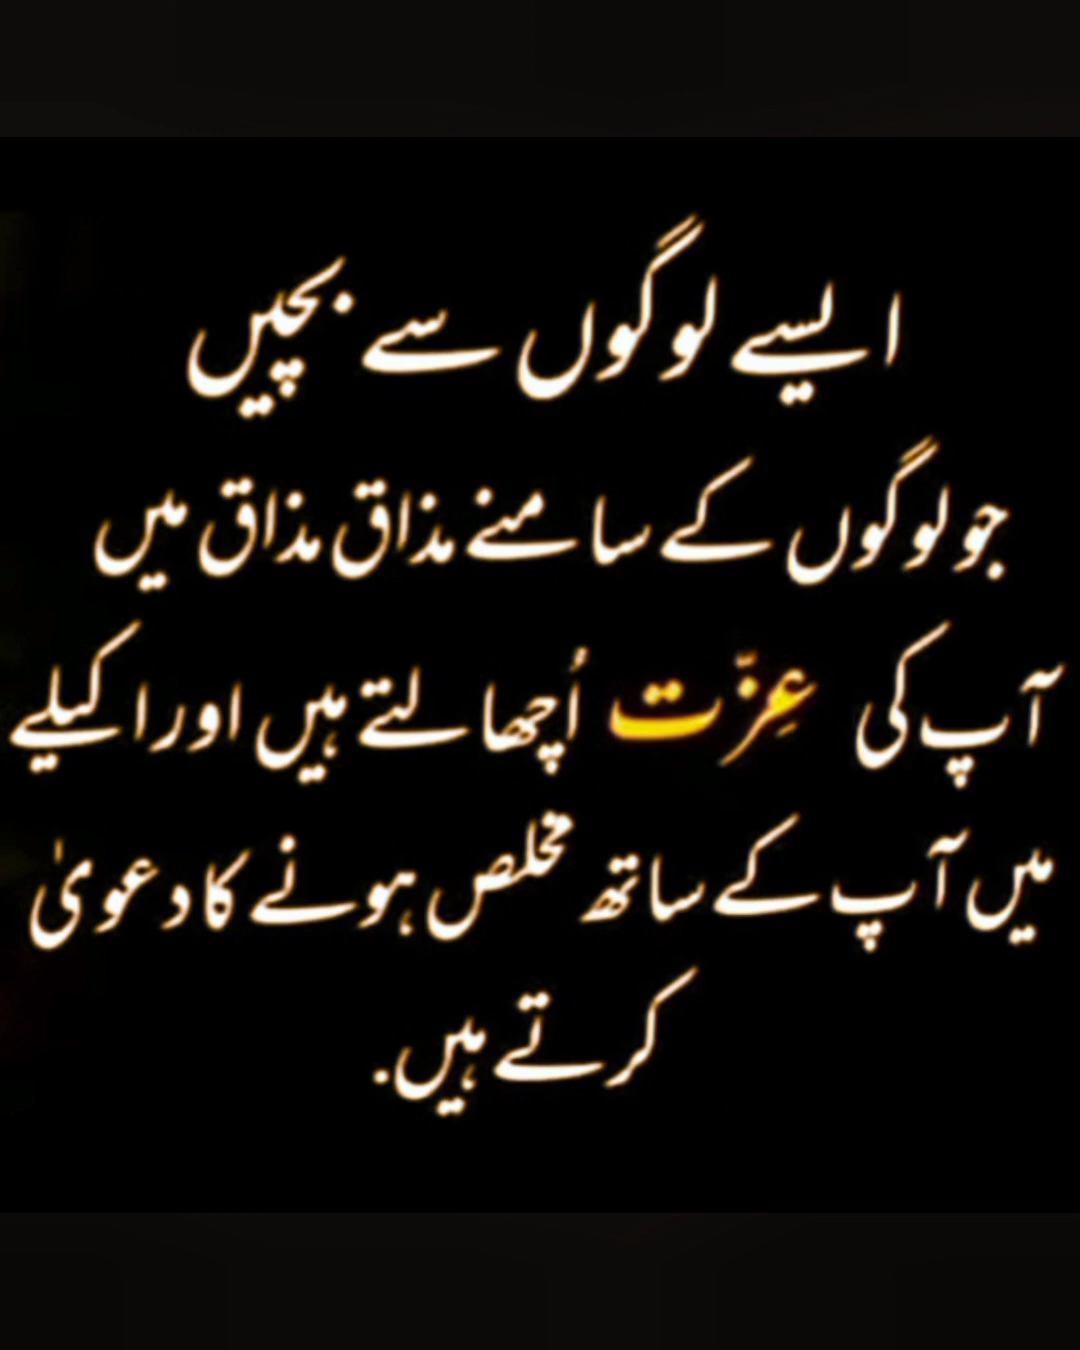 ایسے لوگوں سے بچیں
جو لوگوں کے سامنے مذاق مذاق میں
آپ کی عِزّت اُچھالتے ہیں اور اکیلے
میں آپ کے ساتھ مخلص ہونے کا دعویٰ
کرتے ہیں.